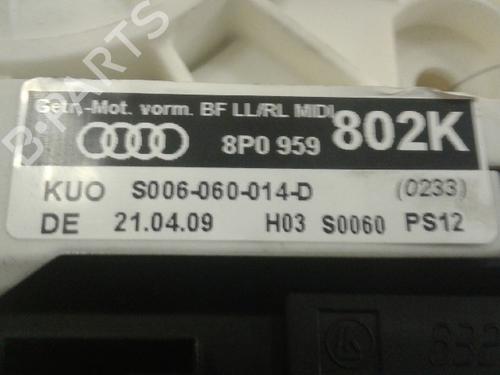 B-PARTS
Getr.-Mot. vorm. BF LL/RL MIDI
8P0 959 802K
KUO S006-060-014-D (0233)
DE 21.04.09 H03 S0060 PS12